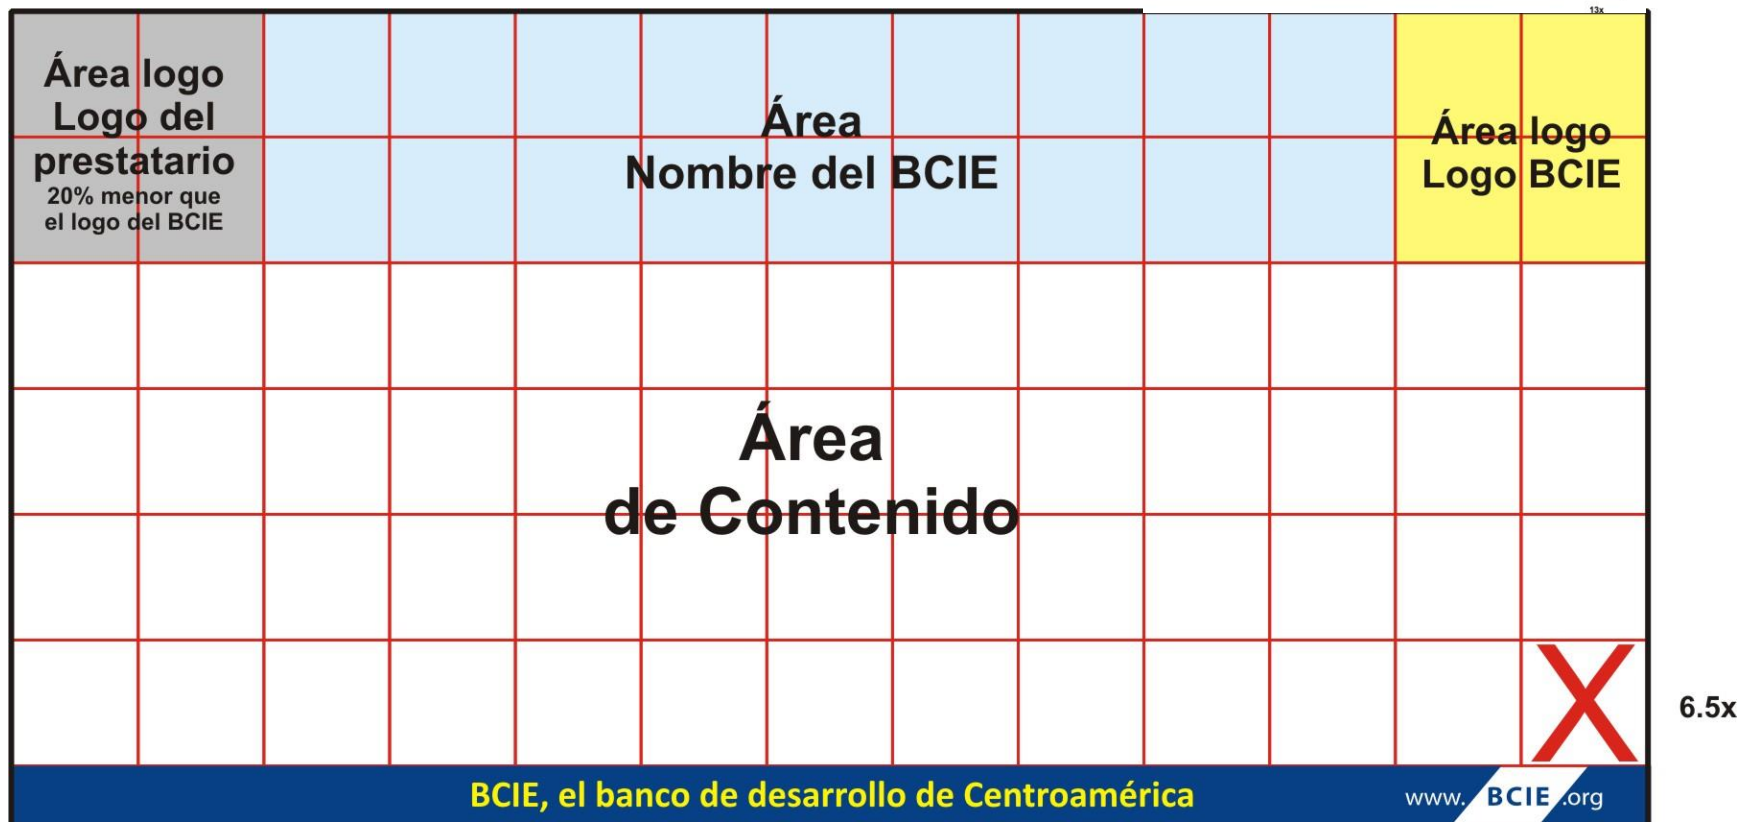 13x
Área logo
Logo del
prestatario
20% menor que
el logo del BCIE
Área
Nombre del BCIE
Área logo
Logo BCIE
Área
de Contenido
X
6.5x
BCIE, el banco de desarrollo de Centroamérica
www. BCIE .org